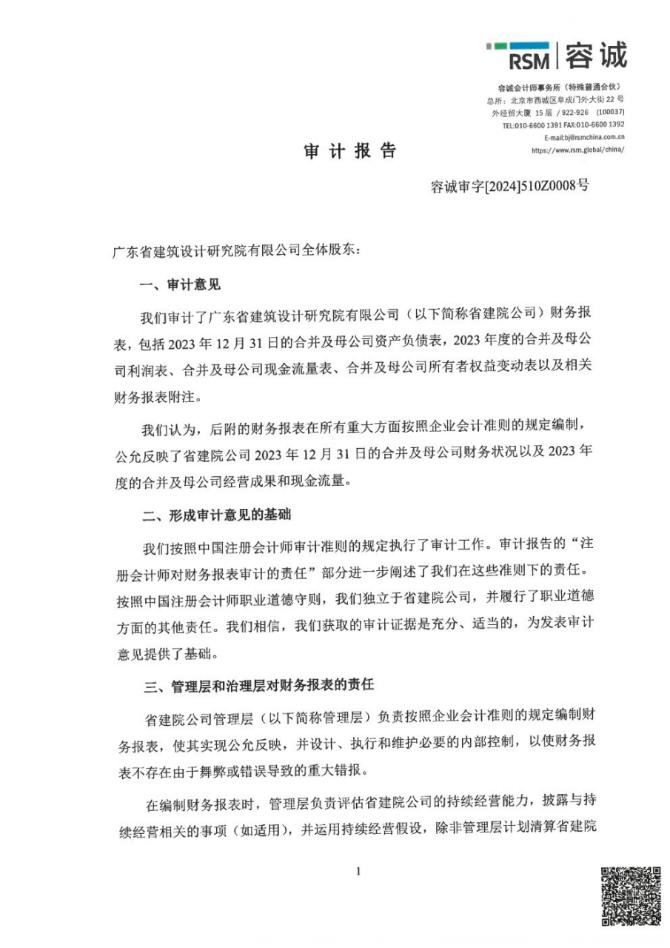 RSM 容诚
容诚会计师事务所（特殊普通合伙）
总所：北京市西城区阜成门外大街 22 号
外经贸大厦 15 层 / 922-926 (100037)
TEL:010-6600 1391 FAX:010-6600 1392
E-mail:bj@rsmchina.com.cn
https://www.rsm.global/china/
审 计 报 告
容诚审字[2024]510Z0008号
广东省建筑设计研究院有限公司全体股东：
一、审计意见
我们审计了广东省建筑设计研究院有限公司（以下简称省建院公司）财务报
表，包括 2023 年 12 月 31 日的合并及母公司资产负债表，2023 年度的合并及母公
司利润表、合并及母公司现金流量表、合并及母公司所有者权益变动表以及相关
财务报表附注。
我们认为，后附的财务报表在所有重大方面按照企业会计准则的规定编制，
公允反映了省建院公司 2023 年 12 月 31 日的合并及母公司财务状况以及 2023 年
度的合并及母公司经营成果和现金流量。
二、形成审计意见的基础
我们按照中国注册会计师审计准则的规定执行了审计工作。审计报告的“注
册会计师对财务报表审计的责任”部分进一步阐述了我们在这些准则下的责任。
按照中国注册会计师职业道德守则，我们独立于省建院公司，并履行了职业道德
方面的其他责任。我们相信，我们获取的审计证据是充分、适当的，为发表审计
意见提供了基础。
三、管理层和治理层对财务报表的责任
省建院公司管理层（以下简称管理层）负责按照企业会计准则的规定编制财
务报表，使其实现公允反映，并设计、执行和维护必要的内部控制，以使财务报
表不存在由于舞弊或错误导致的重大错报。
在编制财务报表时，管理层负责评估省建院公司的持续经营能力，披露与持
续经营相关的事项（如适用），并运用持续经营假设，除非管理层计划清算省建院
1